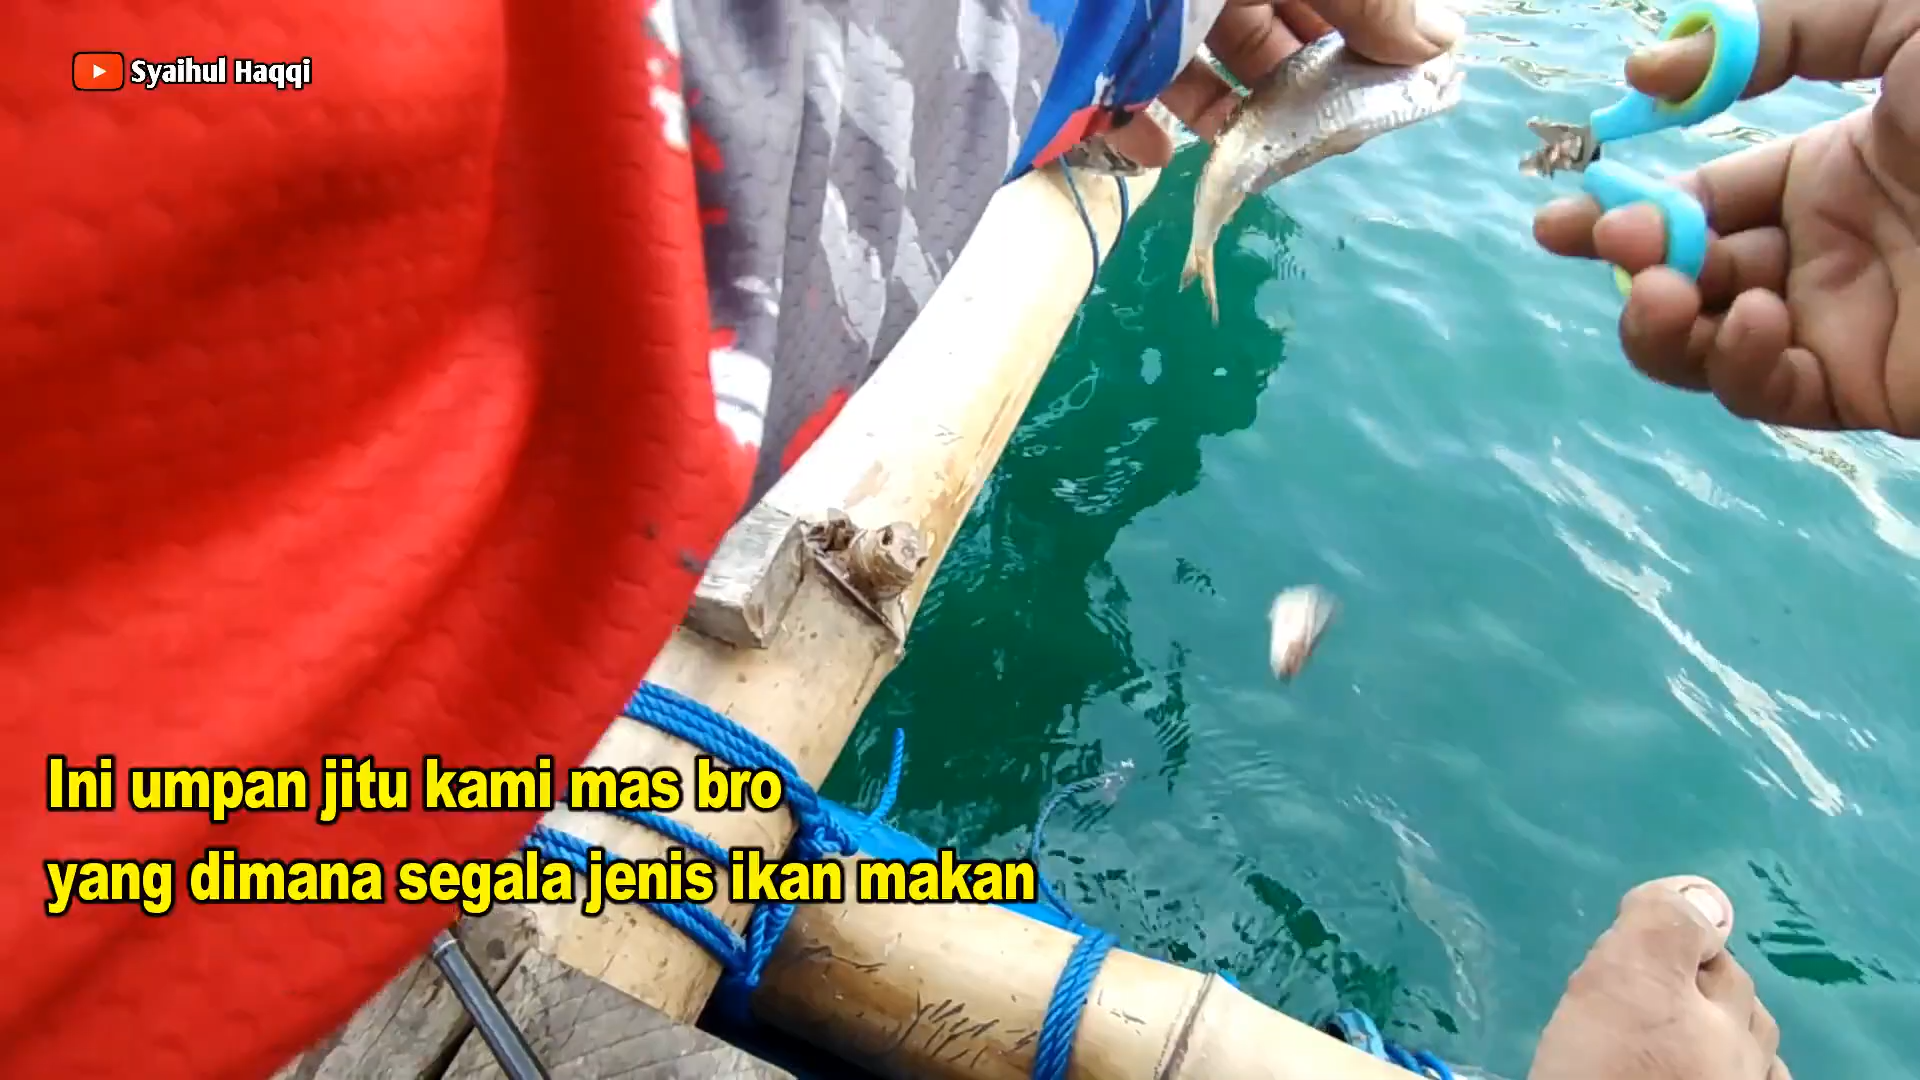 Syaihul Haqqi
Ini umpan jitu kami mas bro
yang dimana segala jenis ikan makan